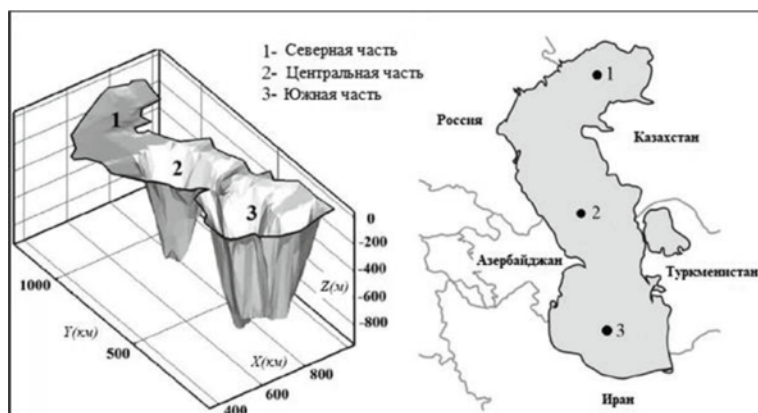 1- Северная часть
2- Центральная часть
3- Южная часть
1
2
3
0
-200
-400
-600
-800
Z(м)
1000
500
Y(км)
X(км)
400
600
800
1
Россия
Казахстан
2
Азербайджан
Туркменистан
3
Иран